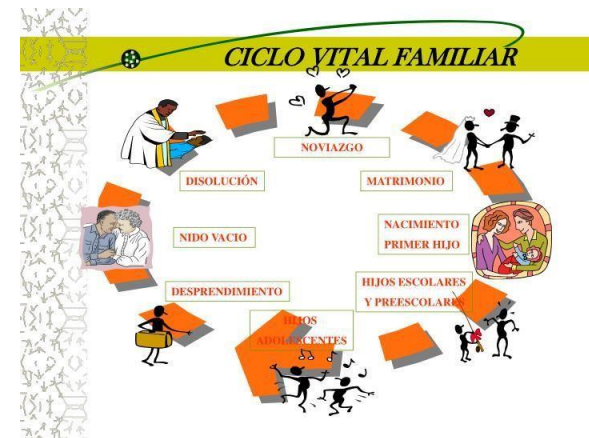 CICLO VITAL FAMILIAR
NOVIAZGO
MATRIMONIO
NACIMIENTO
PRIMER HIJO
HIJOS ESCOLARES
Y PREESCOLARES
HIJOS
ADOLESCENTES
DESPRENDIMIENTO
NIDO VACIO
DISOLUCIÓN